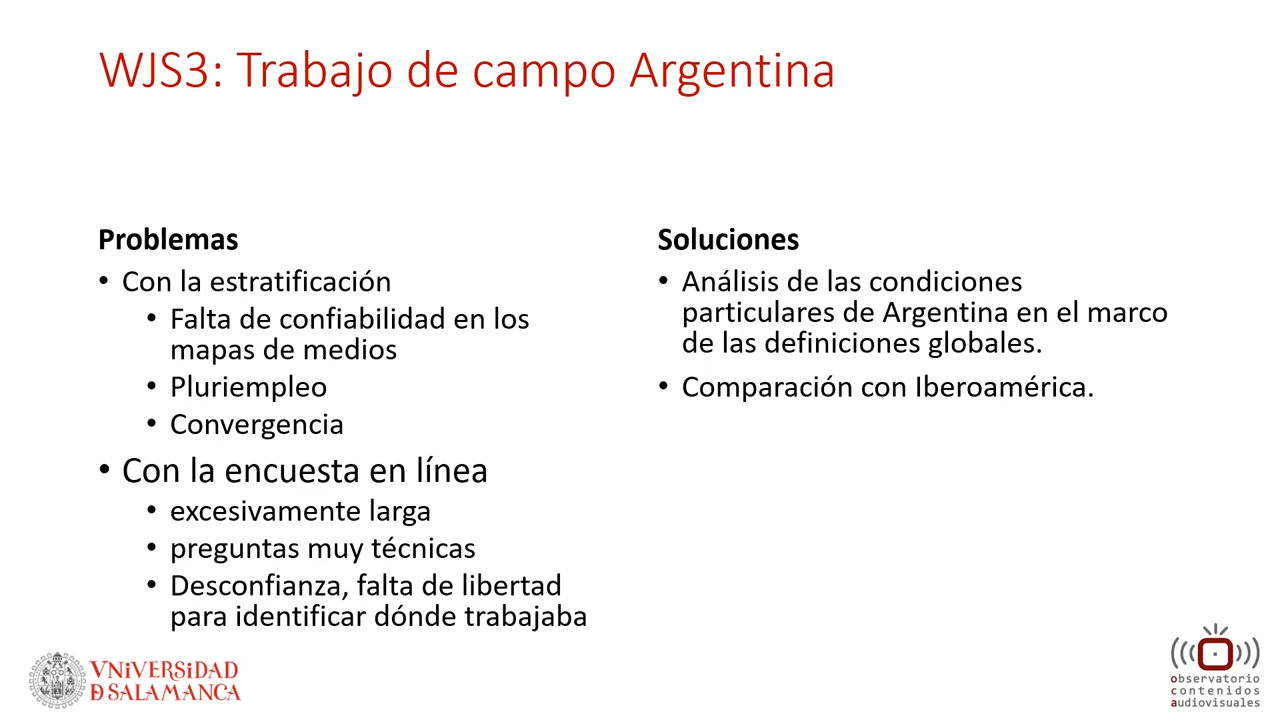 WJS3: Trabajo de campo Argentina
Problemas
• Con la estratificación
• Falta de confiabilidad en los
mapas de medios
• Pluriempleo
• Convergencia
• Con la encuesta en línea
• excesivamente larga
• preguntas muy técnicas
• Desconfianza, falta de libertad
para identificar dónde trabajaba
Soluciones
• Análisis de las condiciones
particulares de Argentina en el marco
de las definiciones globales.
• Comparación con Iberoamérica.
VNiVERSiDAD
D SALAMANCA
observatorio
contenidos
audiovisuales